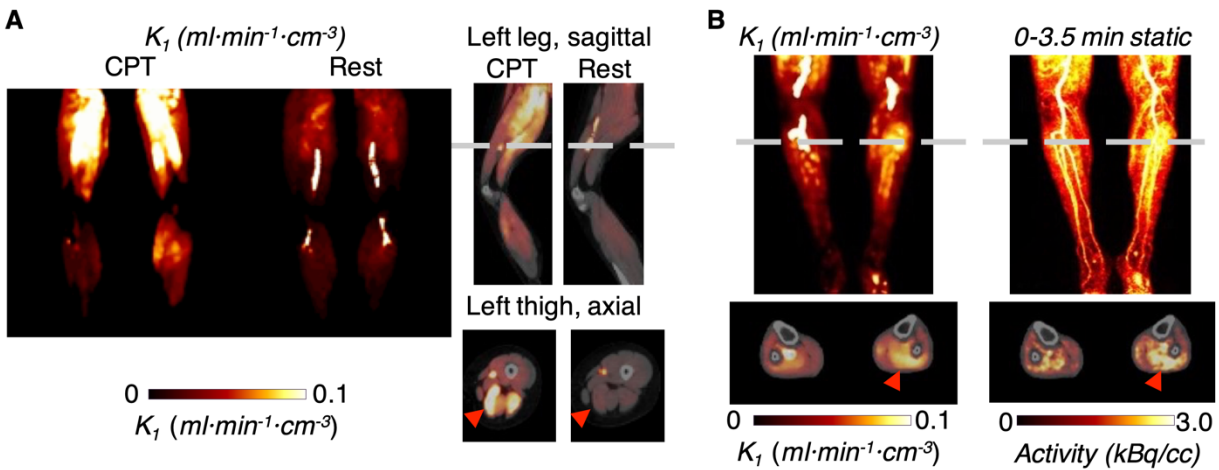 A
K₁ (ml·min⁻¹·cm⁻³)
CPT Rest
Left leg, sagittal
CPT Rest
Left thigh, axial
0 0.1
K₁ (ml·min⁻¹·cm⁻³)
B
K₁ (ml·min⁻¹·cm⁻³)
0-3.5 min static
0 0.1
K₁ (ml·min⁻¹·cm⁻³)
0 3.0
Activity (kBq/cc)